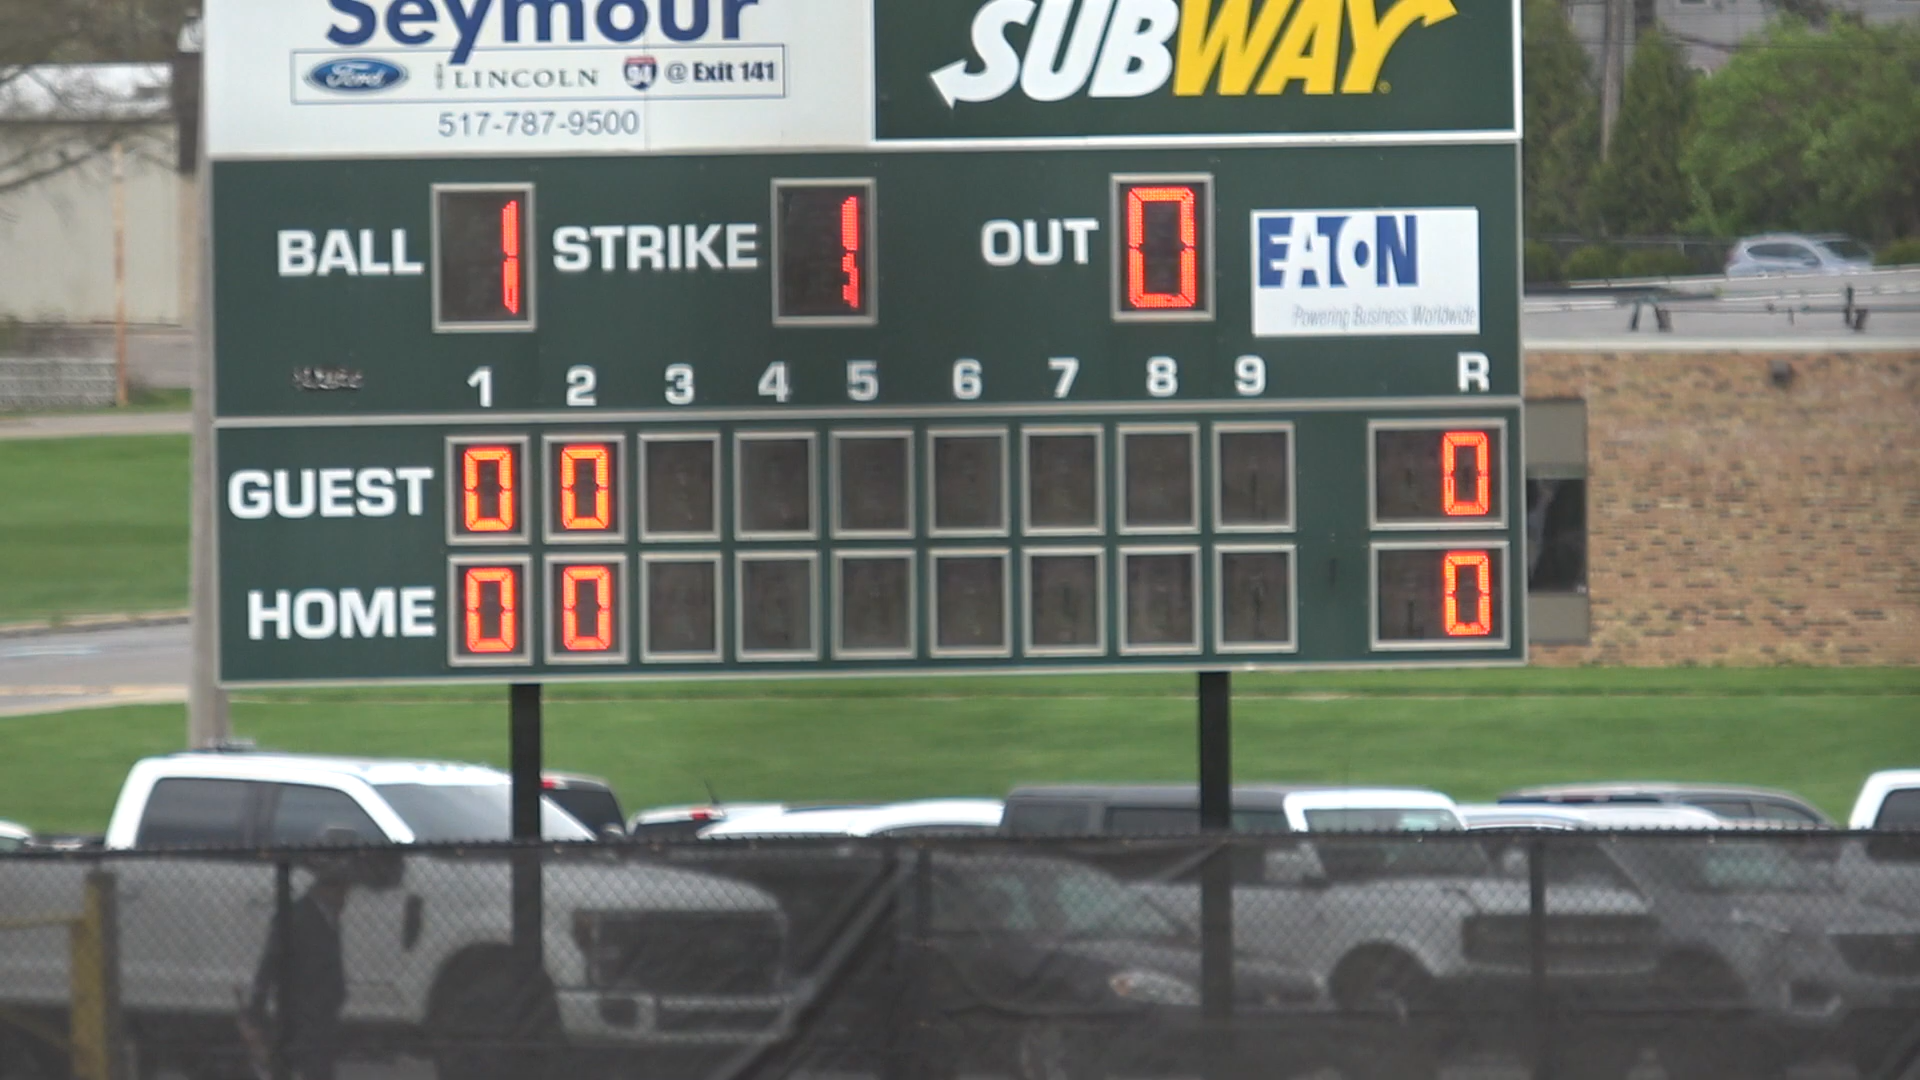 Seymour
Ford LINCOLN 94 @ Exit 141
517-787-9500
SUBWAY
BALL 1 STRIKE 1 OUT 0
EATON
Powering Business Worldwide
1 2 3 4 5 6 7 8 9 R
GUEST 0 0 0
HOME 0 0 0